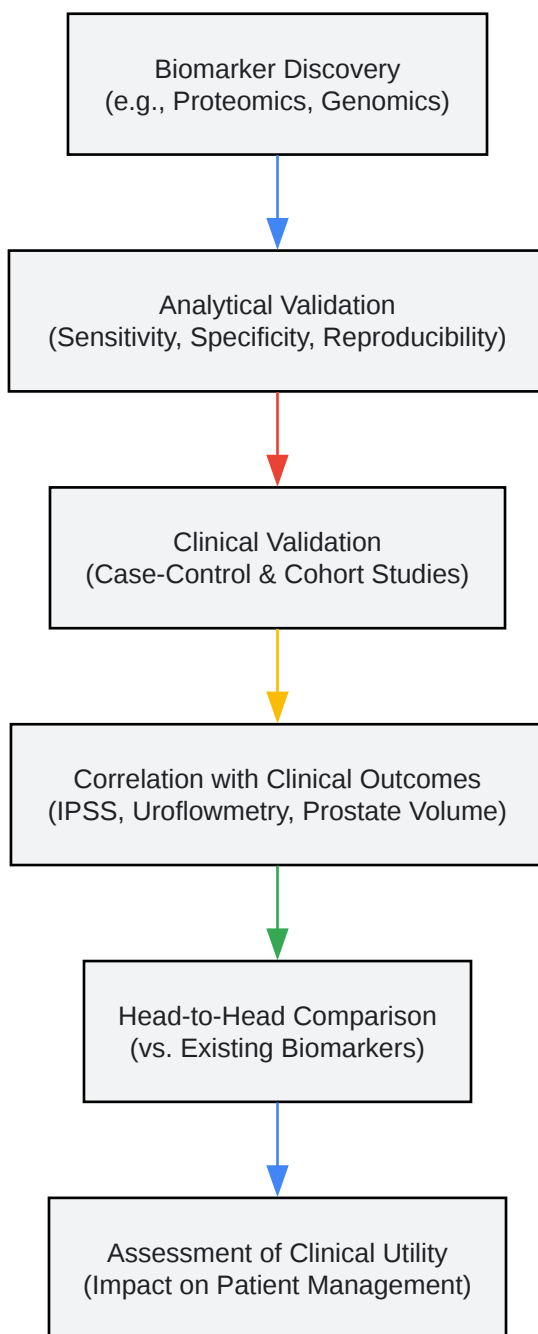 Biomarker Discovery
(e.g., Proteomics, Genomics)
Analytical Validation
(Sensitivity, Specificity, Reproducibility)
Clinical Validation
(Case-Control & Cohort Studies)
Correlation with Clinical Outcomes
(IPSS, Uroflowmetry, Prostate Volume)
Head-to-Head Comparison
(vs. Existing Biomarkers)
Assessment of Clinical Utility
(Impact on Patient Management)